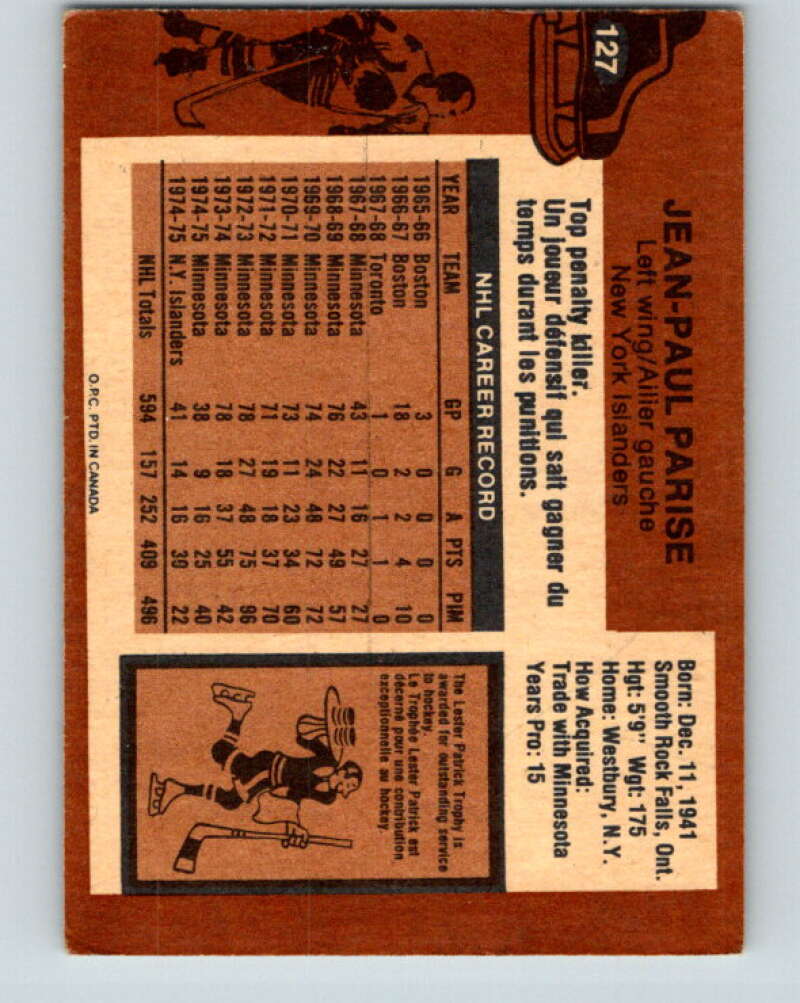 127
JEAN-PAUL PARISE
Left wing/Ailier gauche
New York Islanders
Born: Dec. 11, 1941
Smooth Rock Falls, Ont.
Hgt: 5'9" Wgt: 175
Home: Westbury, N.Y.
How Acquired:
Trade with Minnesota
Years Pro: 15
Top penalty killer.
Un joueur défensif qui sait gagner du
temps durant les punitions.
NHL CAREER RECORD
YEAR TEAM GP G A PTS PIM
1965-66 Boston 3 0 0 0 0
1966-67 Boston 18 2 2 4 10
1967-68 Toronto 1 0 1 1 0
1967-68 Minnesota 43 11 16 27 27
1968-69 Minnesota 76 22 27 49 57
1969-70 Minnesota 74 24 48 72 72
1970-71 Minnesota 73 11 23 34 60
1971-72 Minnesota 71 19 18 37 70
1972-73 Minnesota 78 27 48 75 96
1973-74 Minnesota 78 18 37 55 42
1974-75 Minnesota 38 9 16 25 40
1974-75 N.Y. Islanders 41 14 16 30 22
NHL Totals 594 157 252 409 496
The Lester Patrick Trophy is
awarded for outstanding service
to hockey.
Le Trophée Lester Patrick est
décerné pour une contribution
exceptionnelle au hockey.
O.P.C. PTD. IN CANADA